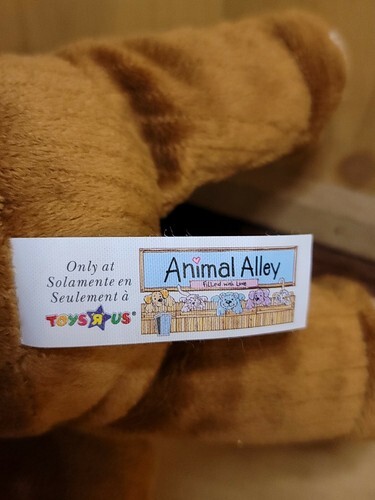 Only at
Solamente en
Seulement à
TOYS "R" US®
Animal Alley
Filled with Love